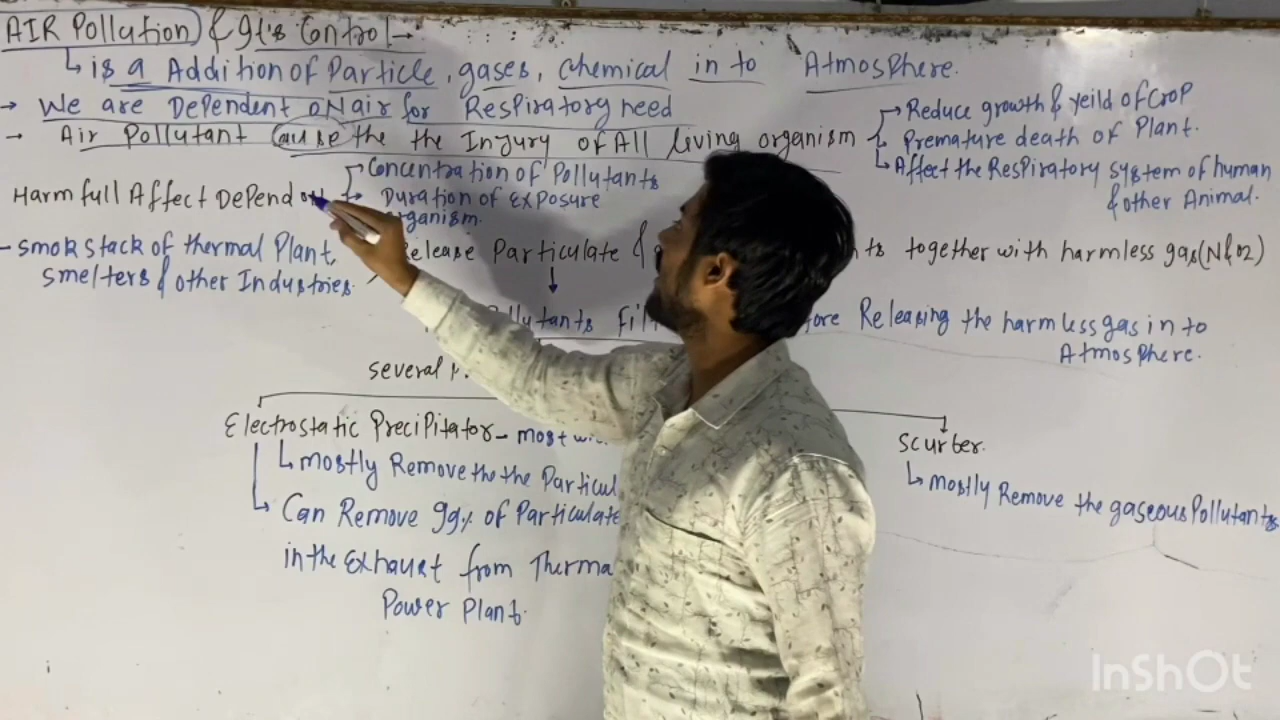 AIR Pollution & It's Control →
is a Addition of Particle, gases, chemical in to Atmosphere.
→ We are Dependent on air for Respiratory need
→ Air Pollutant cause the the Injury of All living organism
→ Reduce growth & yeild of crop
Premature death of Plant.
Affect the Respiratory system of human
& other Animal.
Harmfull Affect Depend on
Concentration of Pollutants
Duration of Exposure
organism.
- smok stack of thermal Plant,
smelters & other Industries.
Release Particulate & together with harmless gas (N & O2)
Releasing the harmless gas in to
Atmosphere.
several
Electrostatic Precipitator - most
mostly Remove the the
Can Remove 99% of Particulate
in the Exhaust from
Power Plant.
scurter.
mostly Remove the gaseous Pollutants
InShOt